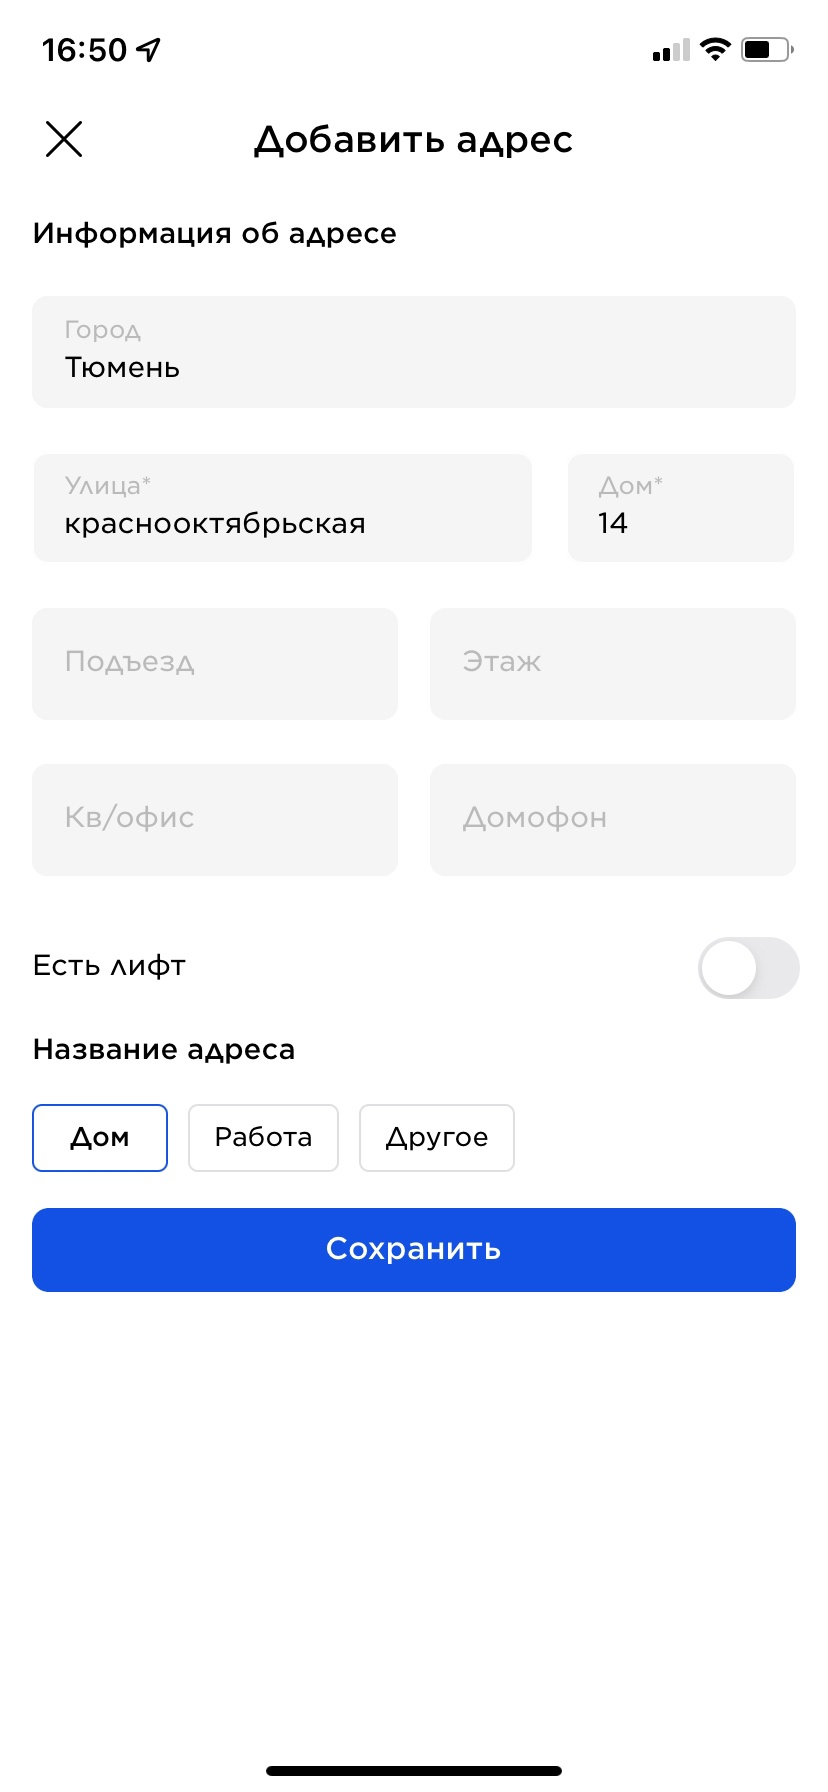 16:50
Добавить адрес
Информация об адресе
Город
Тюмень
Улица*
краснооктябрьская
Дом*
14
Подъезд
Этаж
Кв/офис
Домофон
Есть лифт
Название адреса
Дом
Работа
Другое
Сохранить